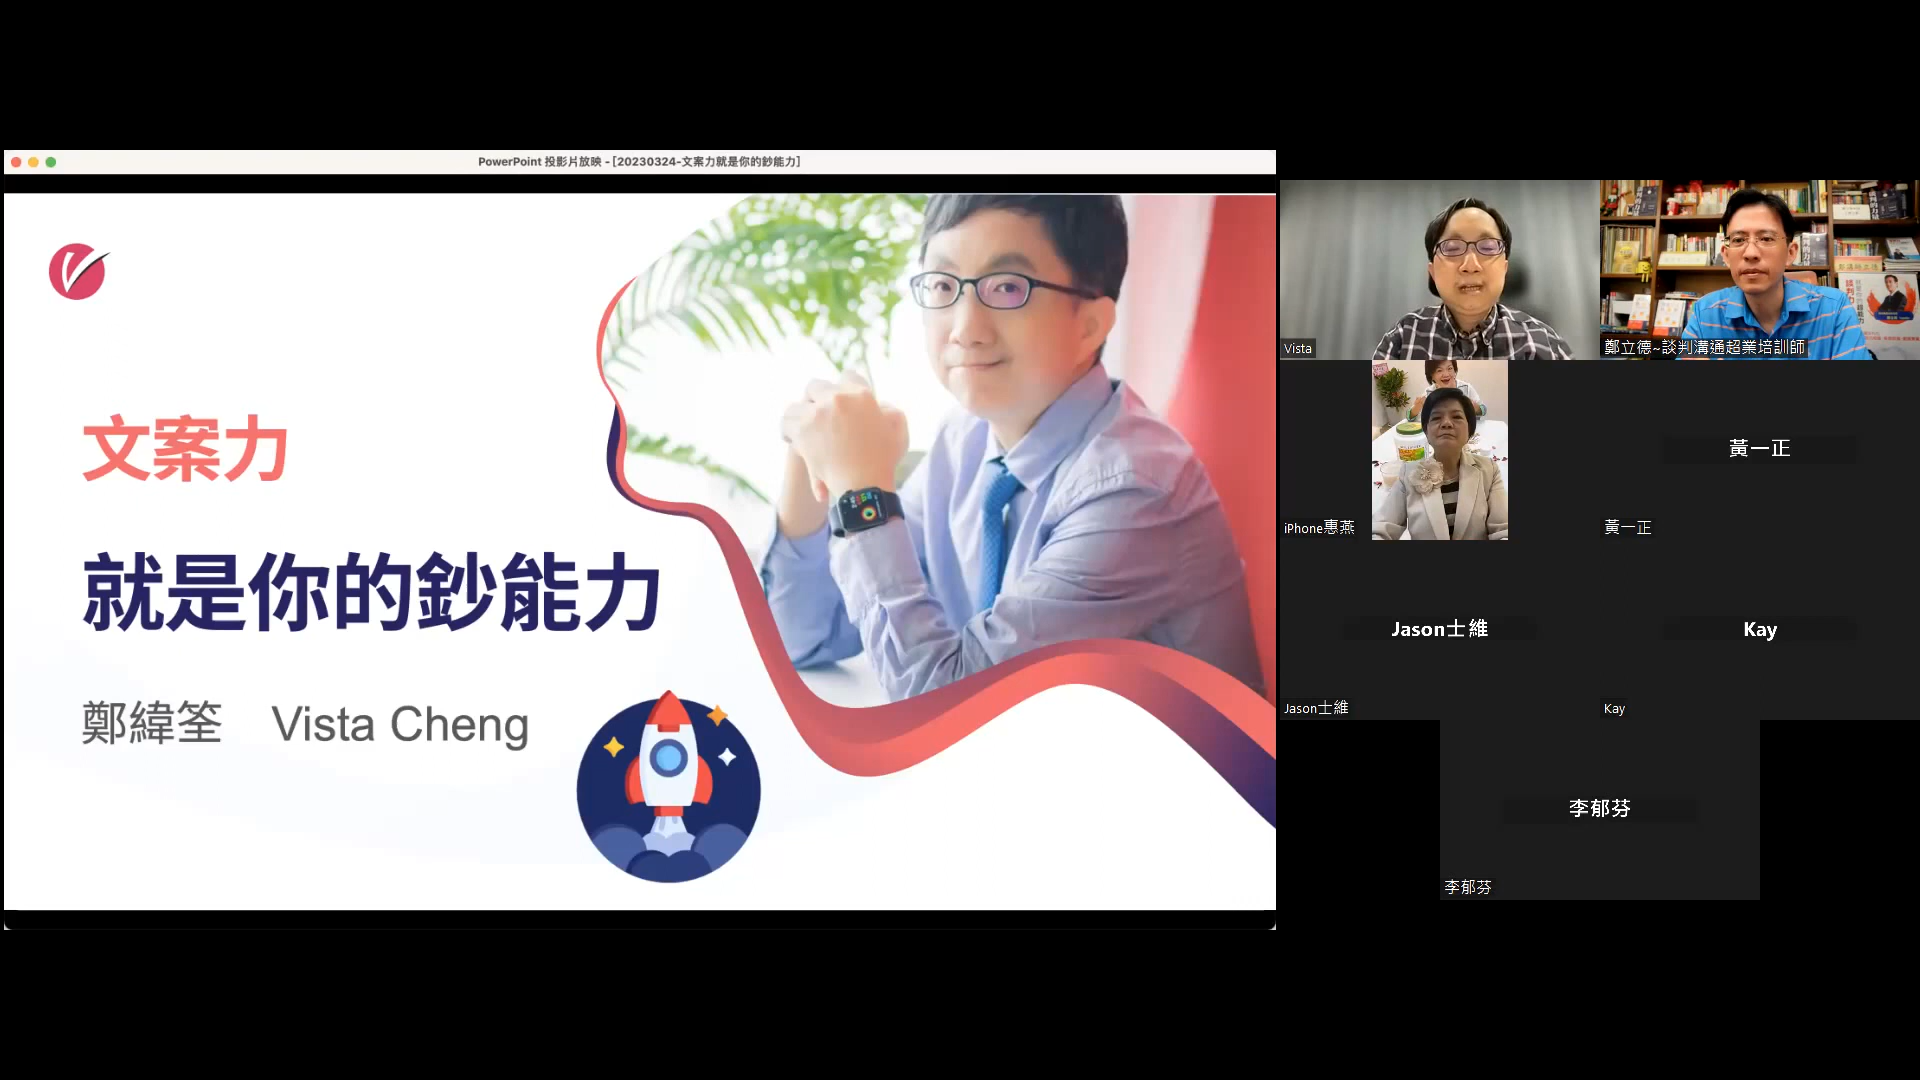 PowerPoint 投影片放映 - [20230324-文案力就是你的鈔能力]
文案力
就是你的鈔能力
鄭緯筌 Vista Cheng
Vista
鄭立德~談判溝通超業培訓師
iPhone惠燕
黃一正
黃一正
Jason士維
Jason士維
Kay
Kay
李郁芬
李郁芬